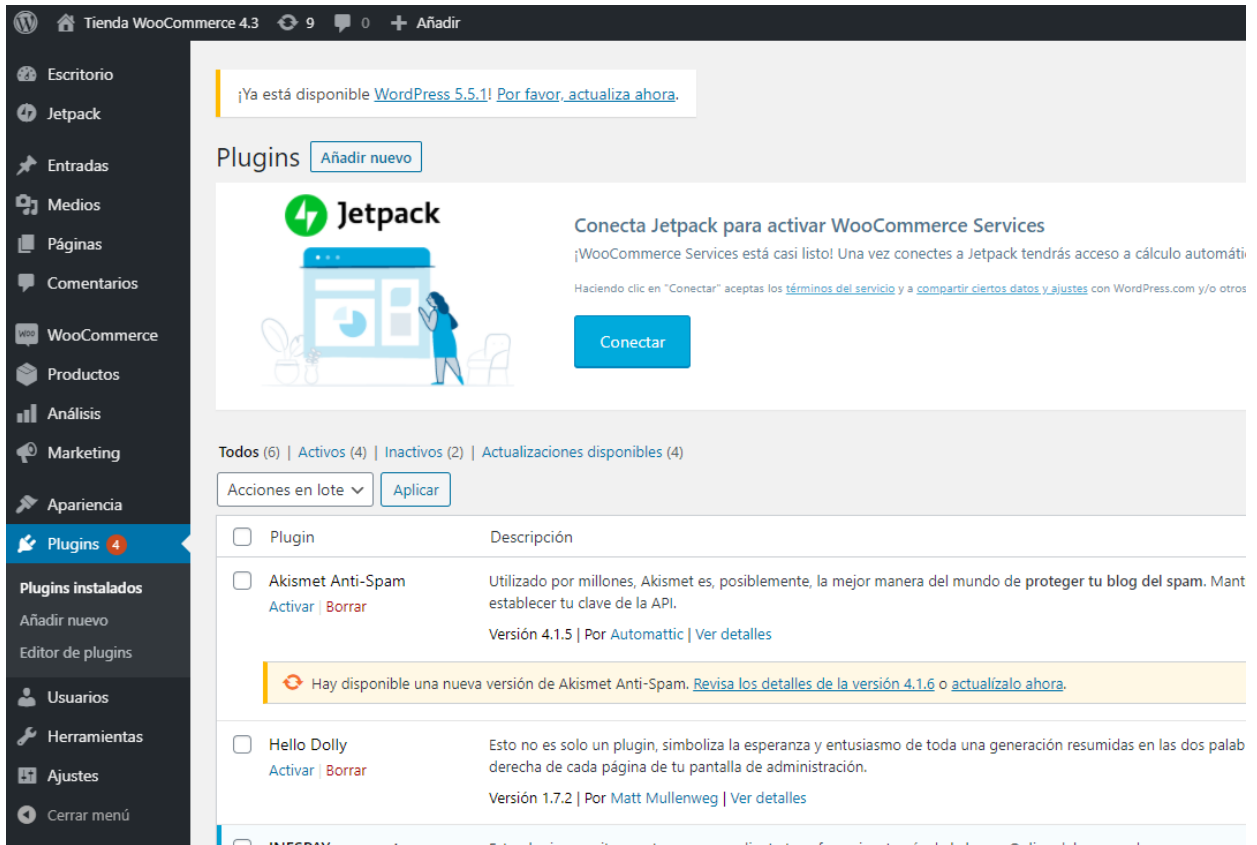 Tienda WooCommerce 4.3 9 0 Añadir
Escritorio
Jetpack
Entradas
Medios
Páginas
Comentarios
WOO WooCommerce
Productos
Análisis
Marketing
Apariencia
Plugins 4
Plugins instalados
Añadir nuevo
Editor de plugins
Usuarios
Herramientas
Ajustes
Cerrar menú
¡Ya está disponible WordPress 5.5.1! Por favor, actualiza ahora.
Plugins Añadir nuevo
Jetpack
Conecta Jetpack para activar WooCommerce Services
¡WooCommerce Services está casi listo! Una vez conectes a Jetpack tendrás acceso a cálculo
Haciendo clic en "Conectar" aceptas los términos del servicio y a compartir ciertos datos y ajustes con WordPress.com y/o otros
Conectar
Todos (6) | Activos (4) | Inactivos (2) | Actualizaciones disponibles (4)
Acciones en lote Aplicar
Plugin Descripción
Akismet Anti-Spam Utilizado por millones, Akismet es, posiblemente, la mejor manera del mundo de proteger tu blog del spam. Mant
Activar | Borrar establecer tu clave de la API.
Versión 4.1.5 | Por Automattic | Ver detalles
Hay disponible una nueva versión de Akismet Anti-Spam. Revisa los detalles de la versión 4.1.6 o actualízalo ahora.
Hello Dolly Esto no es solo un plugin, simboliza la esperanza y entusiasmo de toda una generación resumidas en las dos palab
Activar | Borrar derecha de cada página de tu pantalla de administración.
Versión 1.7.2 | Por Matt Mullenweg | Ver detalles